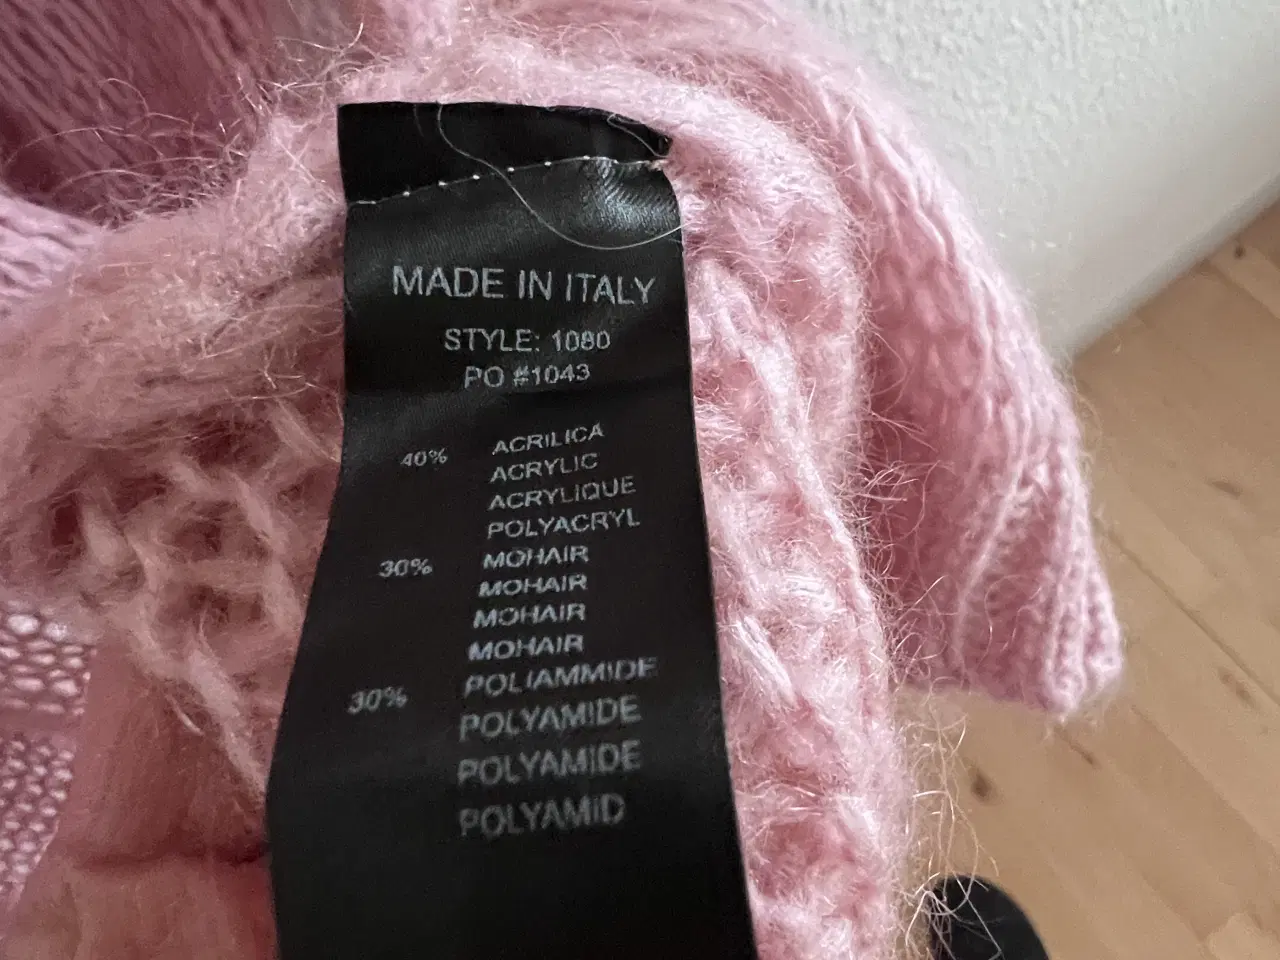 MADE IN ITALY
STYLE: 1080
PO #1043
40% ACRILICA
ACRYLIC
ACRYLIQUE
POLYACRYL
30% MOHAIR
MOHAIR
MOHAIR
MOHAIR
30% POLIAMMIDE
POLYAMIDE
POLYAMIDE
POLYAMID